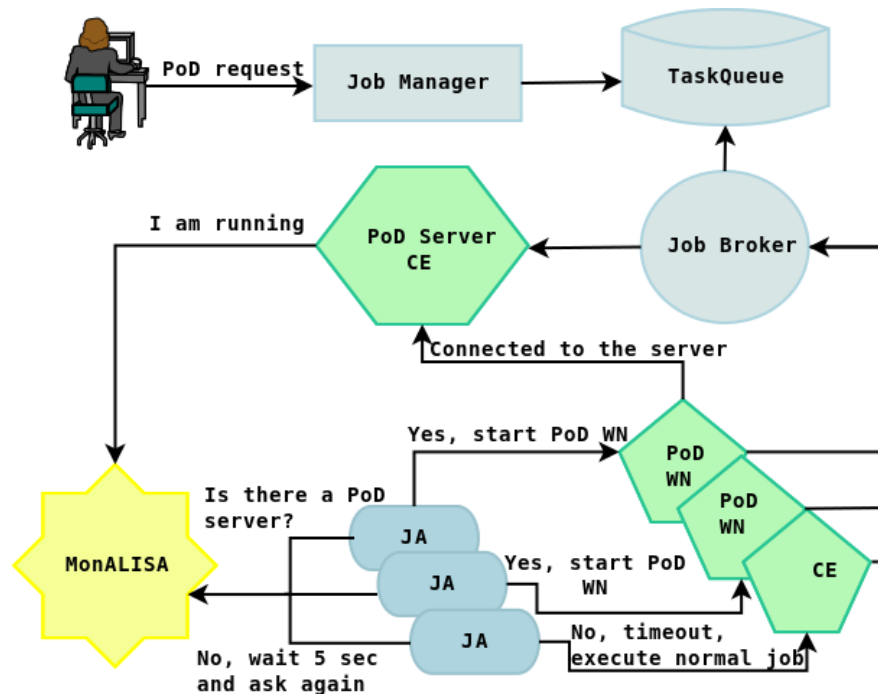 PoD request
Job Manager
TaskQueue
I am running
PoD Server
CE
Job Broker
Connected to the server
Yes, start PoD WN
PoD
WN
Is there a PoD
server?
PoD
WN
JA
MonALISA
Yes, start PoD
WN
JA
CE
JA
No, timeout,
execute normal job
No, wait 5 sec
and ask again